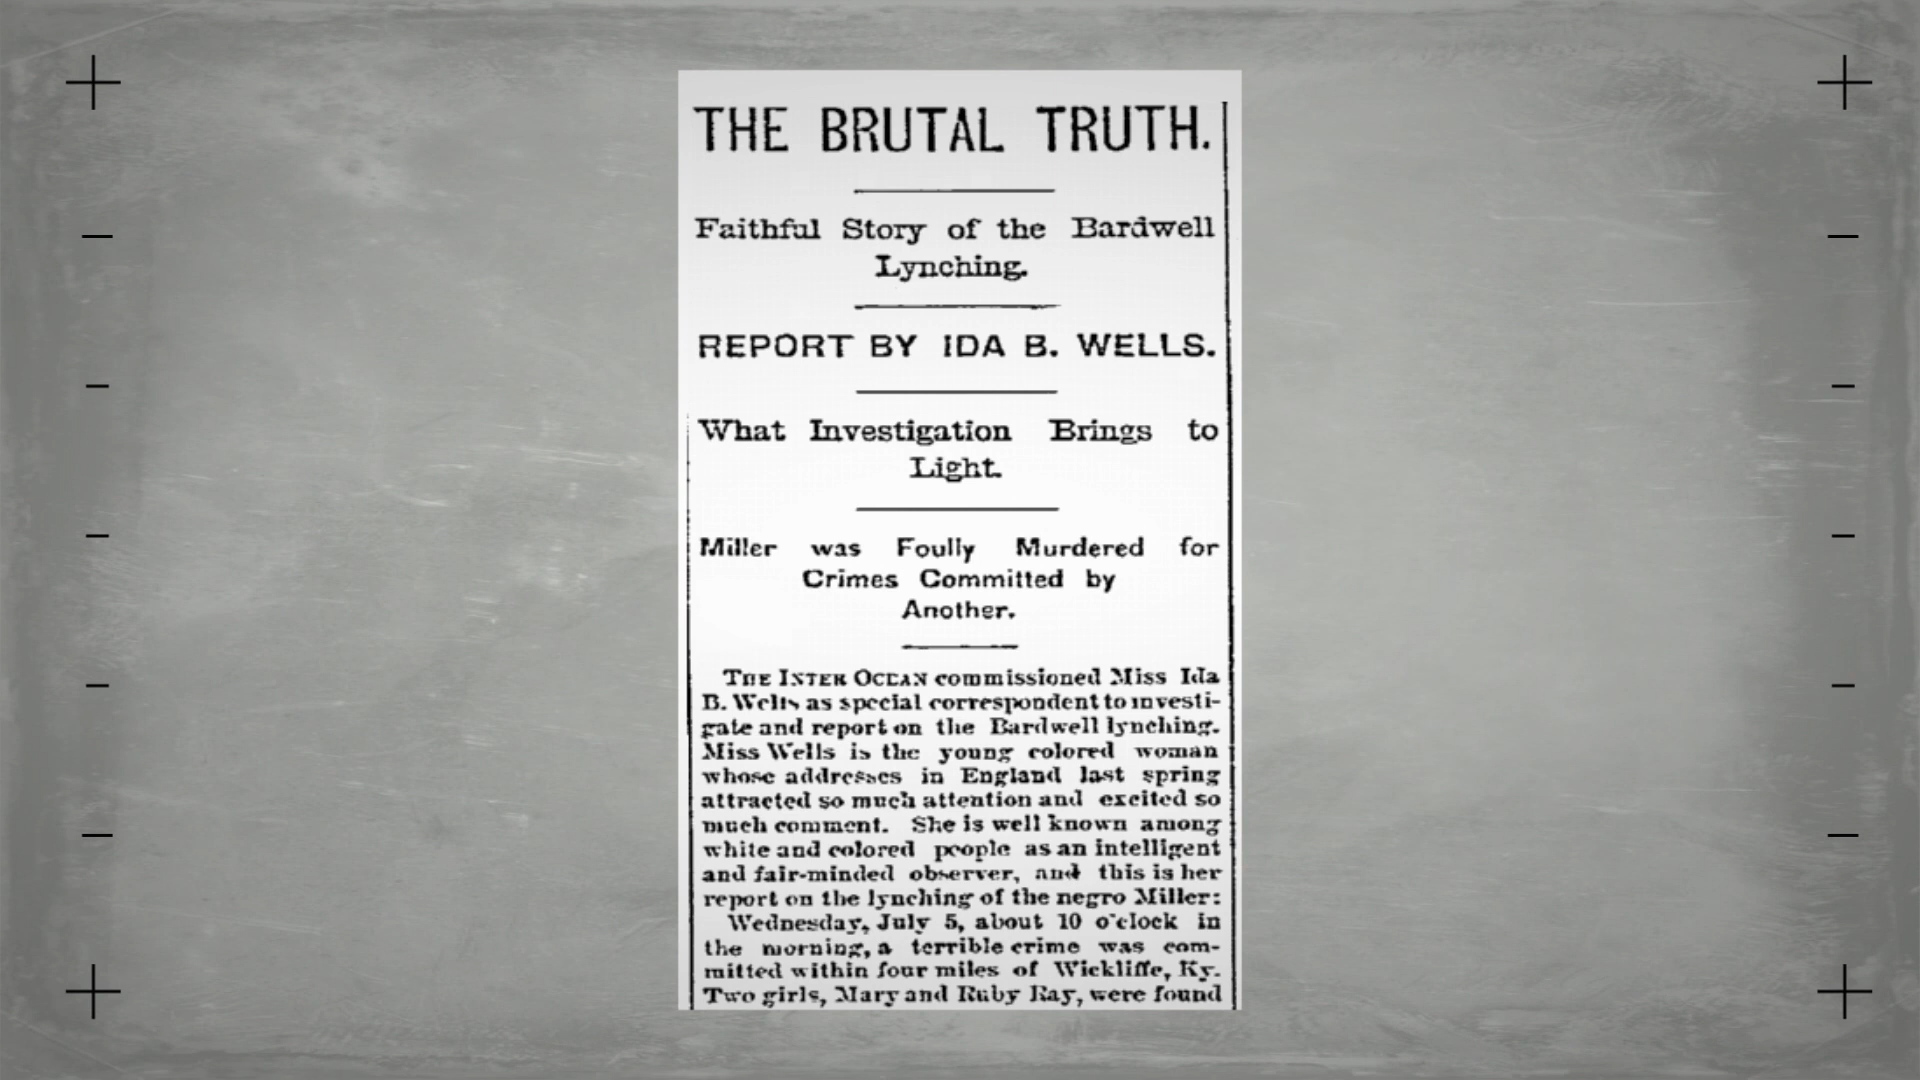 THE BRUTAL TRUTH.
Faithful Story of the Bardwell
Lynching.
REPORT BY IDA B. WELLS.
What Investigation Brings to
Light.
Miller was Foully Murdered for
Crimes Committed by
Another.
THE INTER OCEAN commissioned Miss Ida
B. Wells as special correspondent to investi-
gate and report on the Bardwell lynching.
Miss Wells is the young colored woman
whose addresses in England last spring
attracted so much attention and excited so
much comment. She is well known among
white and colored people as an intelligent
and fair-minded observer, and this is her
report on the lynching of the negro Miller:
Wednesday, July 5, about 10 o'clock in
the morning, a terrible crime was com-
mitted within four miles of Wickliffe, Ky.
Two girls, Mary and Ruby Ray, were found